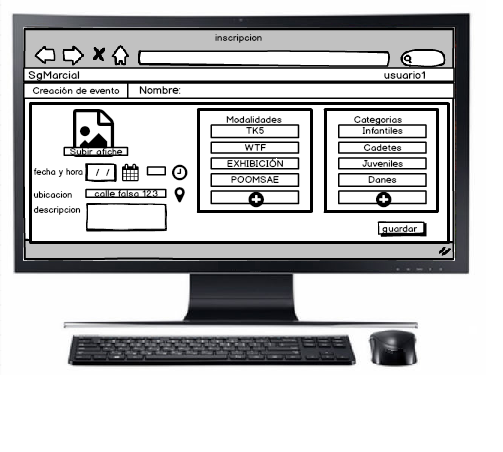 inscripcion
SgMarcial
usuario1
Creación de evento
Nombre:
Subir afiche
fecha y hora
/ /
ubicacion
calle falsa 123
descripcion
Modalidades
TK5
WTF
EXHIBICIÓN
POOMSAE
Categorias
Infantiles
Cadetes
Juveniles
Danes
guardar